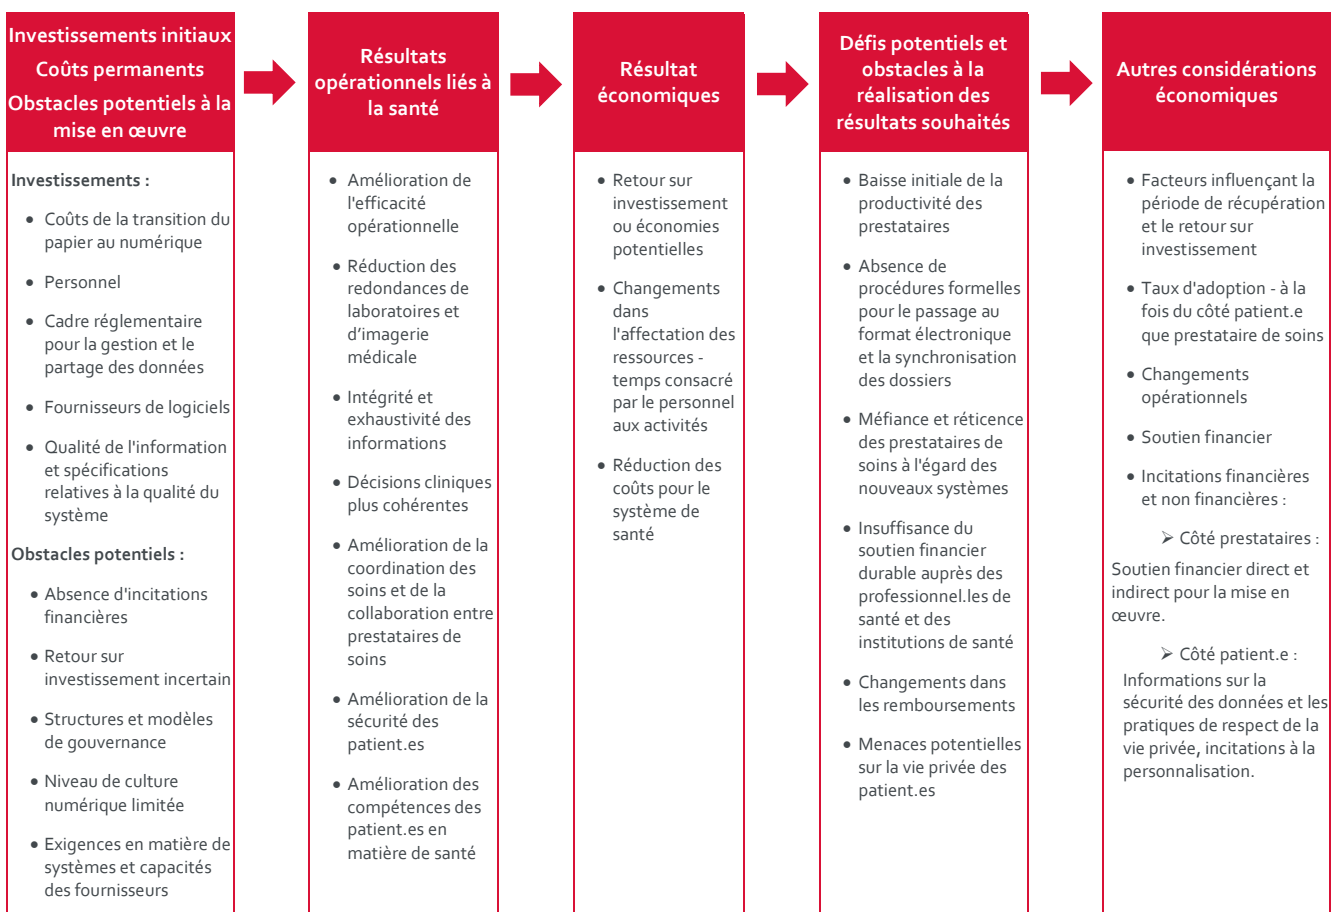 Investissements initiaux
Coûts permanents
Obstacles potentiels à la
mise en œuvre
Investissements :
• Coûts de la transition du
papier au numérique
• Personnel
• Cadre réglementaire
pour la gestion et le
partage des données
• Fournisseurs de logiciels
• Qualité de l'information
et spécifications
relatives à la qualité du
système
Obstacles potentiels :
• Absence d'incitations
financières
• Retour sur
investissement incertain
• Structures et modèles
de gouvernance
• Niveau de culture
numérique limitée
• Exigences en matière de
systèmes et capacités
des fournisseurs
Résultats
opérationnels liés à
la santé
• Amélioration de
l'efficacité
opérationnelle
• Réduction des
redondances de
laboratoires et
d’imagerie
médicale
• Intégrité et
exhaustivité des
informations
• Décisions cliniques
plus cohérentes
• Amélioration de la
coordination des
soins et de la
collaboration entre
prestataires de
soins
• Amélioration de la
sécurité des
patient.es
• Amélioration des
compétences des
patient.es en
matière de santé
Résultat
économiques
• Retour sur
investissement
ou économies
potentielles
• Changements
dans
l'affectation des
ressources -
temps consacré
par le personnel
aux activités
• Réduction des
coûts pour le
système de
santé
Défis potentiels et
obstacles à la
réalisation des
résultats souhaités
• Baisse initiale de la
productivité des
prestataires
• Absence de
procédures formelles
pour le passage au
format électronique
et la synchronisation
des dossiers
• Méfiance et réticence
des prestataires de
soins à l'égard des
nouveaux systèmes
• Insuffisance du
soutien financier
durable auprès des
professionnel.les de
santé et des
institutions de santé
• Changements dans
les remboursements
• Menaces potentielles
sur la vie privée des
patient.es
Autres considérations
économiques
• Facteurs influençant la
période de récupération
et le retour sur
investissement
• Taux d'adoption - à la
fois du côté patient.e
que prestataire de soins
• Changements
opérationnels
• Soutien financier
• Incitations financières
et non financières :
➢ Côté prestataires :
Soutien financier direct et
indirect pour la mise en
œuvre.
➢ Côté patient.e :
Informations sur la
sécurité des données et les
pratiques de respect de la
vie privée, incitations à la
personnalisation.